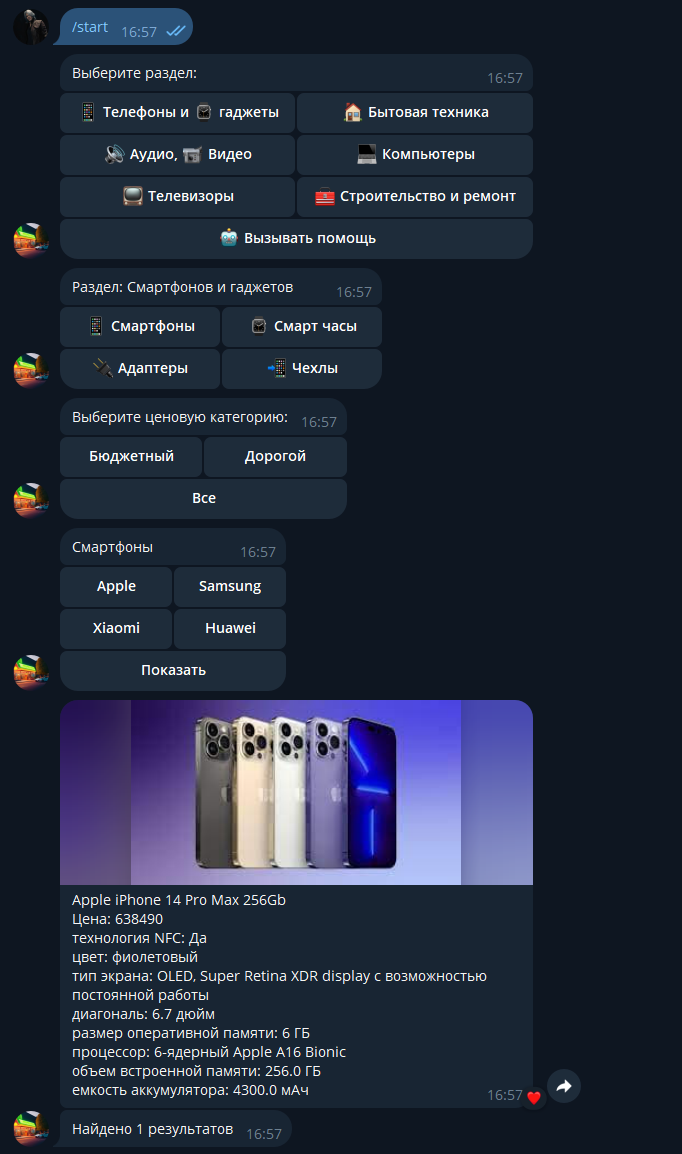 /start 16:57
Выберите раздел: 16:57
Телефоны и гаджеты
Бытовая техника
Аудио, Видео
Компьютеры
Телевизоры
Строительство и ремонт
Вызывать помощь
Раздел: Смартфонов и гаджетов 16:57
Смартфоны
Смарт часы
Адаптеры
Чехлы
Выберите ценовую категорию: 16:57
Бюджетный
Дорогой
Все
Смартфоны 16:57
Apple
Samsung
Xiaomi
Huawei
Показать
Apple iPhone 14 Pro Max 256Gb
Цена: 638490
технология NFC: Да
цвет: фиолетовый
тип экрана: OLED, Super Retina XDR display с возможностью
постоянной работы
диагональ: 6.7 дюйм
размер оперативной памяти: 6 ГБ
процессор: 6-ядерный Apple A16 Bionic
объем встроенной памяти: 256.0 ГБ
емкость аккумулятора: 4300.0 мАч 16:57
Найдено 1 результатов 16:57